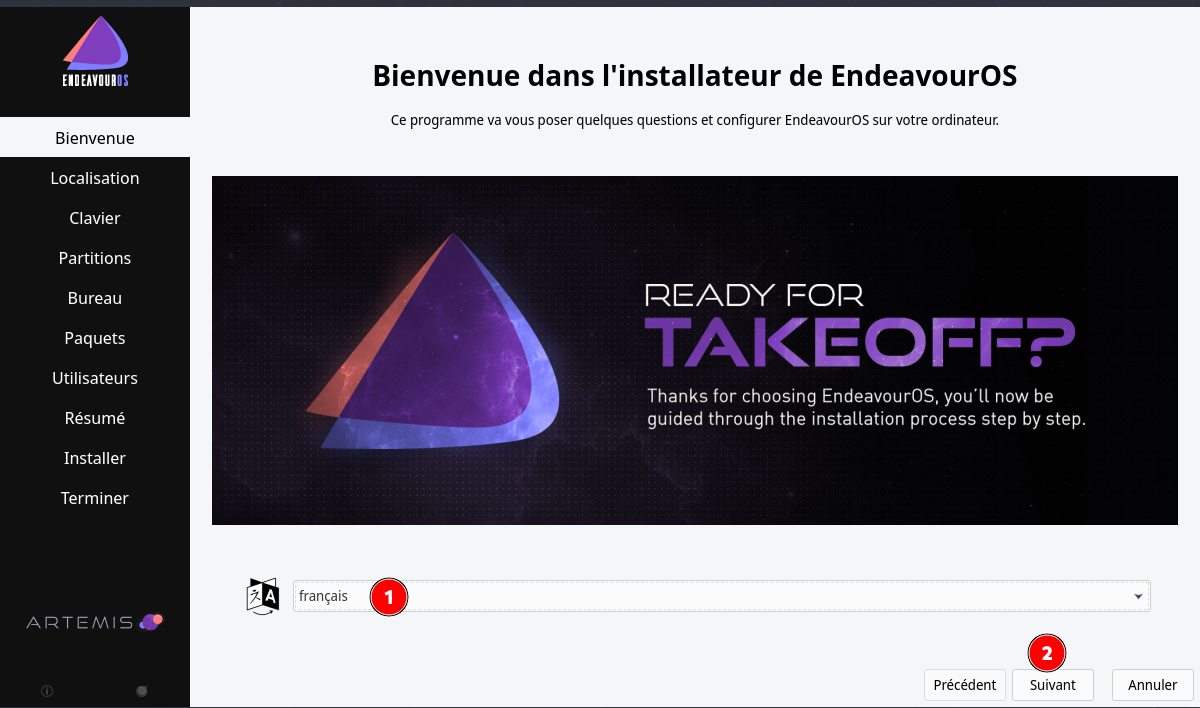 ENDEAVOUROS
Bienvenue
Localisation
Clavier
Partitions
Bureau
Paquets
Utilisateurs
Résumé
Installer
Terminer
ARTEMIS
Bienvenue dans l'installateur de EndeavourOS
Ce programme va vous poser quelques questions et configurer EndeavourOS sur votre ordinateur.
READY FOR
TAKEOFF?
Thanks for choosing EndeavourOS, you'll now be
guided through the installation process step by step.
A
français
1
2
Précédent
Suivant
Annuler